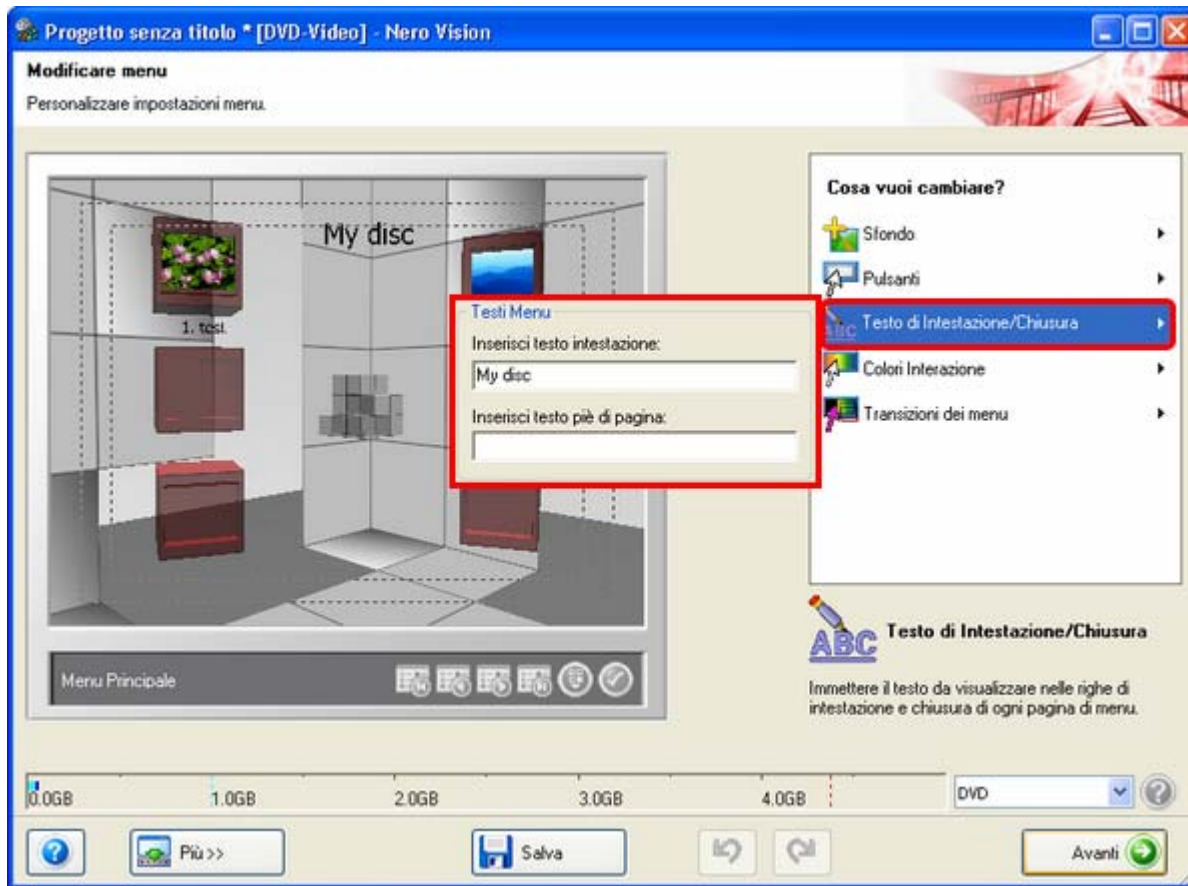 Progetto senza titolo * [DVD-Video] - Nero Vision
Modificare menu
Personalizzare impostazioni menu.
My disc
1. test
Testi Menu
Inserisci testo intestazione:
My disc
Inserisci testo piè di pagina:
Menu Principale
Cosa vuoi cambiare?
Sfondo
Pulsanti
ABC Testo di Intestazione/Chiusura
Colori Interazione
Transizioni dei menu
ABC Testo di Intestazione/Chiusura
Immettere il testo da visualizzare nelle righe di
intestazione e chiusura di ogni pagina di menu.
0.0GB 1.0GB 2.0GB 3.0GB 4.0GB DVD
Più >> Salva Avanti